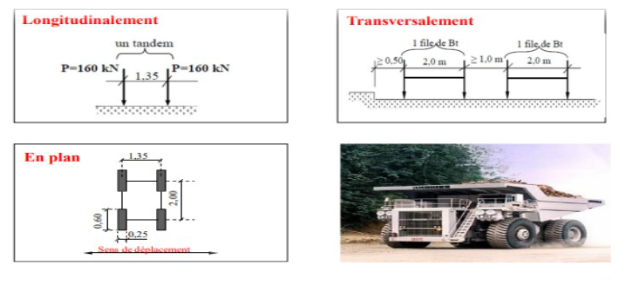 Longitudinalement
un tandem
P=160 kN
P=160 kN
1,35
Transversalement
1 file de Bt
1 file de Bt
≥ 0,50
2,0 m
≥ 1,0 m
2,0 m
En plan
1,35
2,00
0,60
0,25
Sens de déplacement